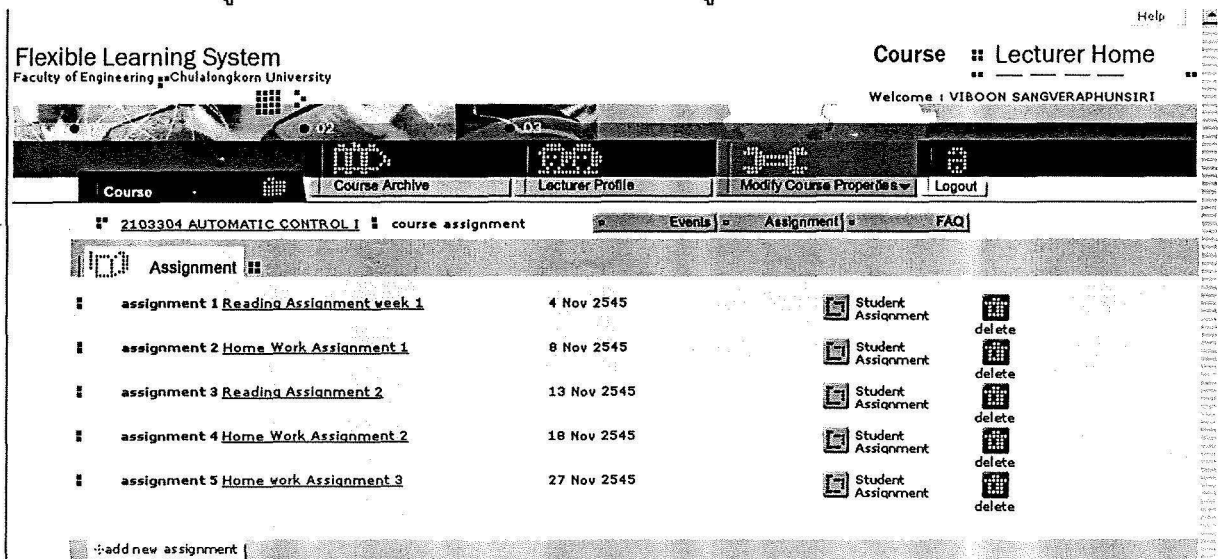 Help
Flexible Learning System
Course Lecturer Home
Faculty of Engineering Chulalongkorn University
Welcome : VIBOON SANGVERAPHUNSIRI
02 03
Course Course Archive Lecturer Profile Modify Course Properties Logout
2103304 AUTOMATIC CONTROL I course assignment Events Assignment FAQ
Assignment
assignment 1 Reading Assignment week 1 4 Nov 2545 Student Assignment delete
assignment 2 Home Work Assignment 1 8 Nov 2545 Student Assignment delete
assignment 3 Reading Assignment 2 13 Nov 2545 Student Assignment delete
assignment 4 Home Work Assignment 2 18 Nov 2545 Student Assignment delete
assignment 5 Home work Assignment 3 27 Nov 2545 Student Assignment delete
add new assignment